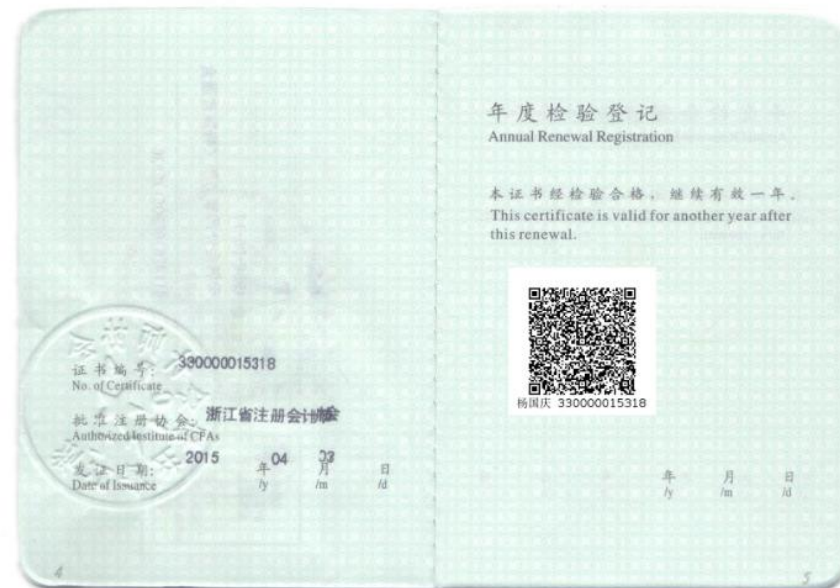 证书编号: 330000015318
No. of Certificate
批准注册协会: 浙江省注册会计师协会
Authorized Institute of CPAs
发证日期: 2015 年 04 月 03 日
Date of Issuance /y /m /d
4
年度检验登记
Annual Renewal Registration
本证书经检验合格，继续有效一年。
This certificate is valid for another year after
this renewal.
杨国庆 330000015318
年 月 日
/y /m /d
5